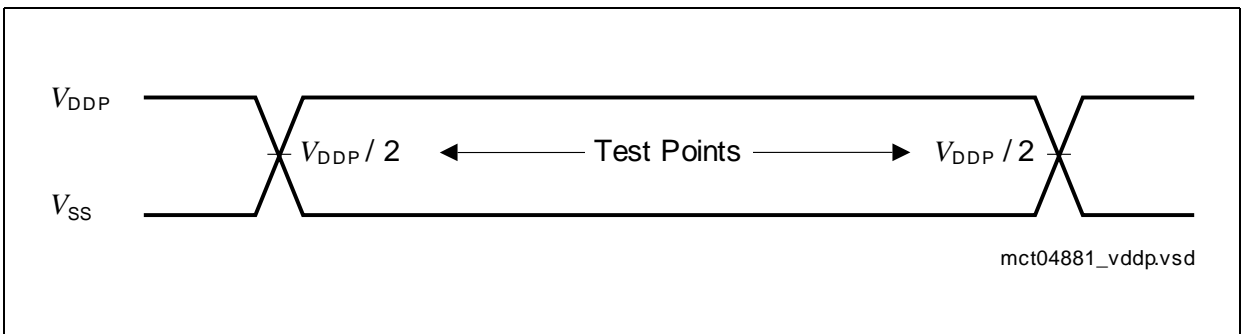 VDDP
VDDP / 2 Test Points VDDP / 2
VSS
mct04881_vddp.vsd